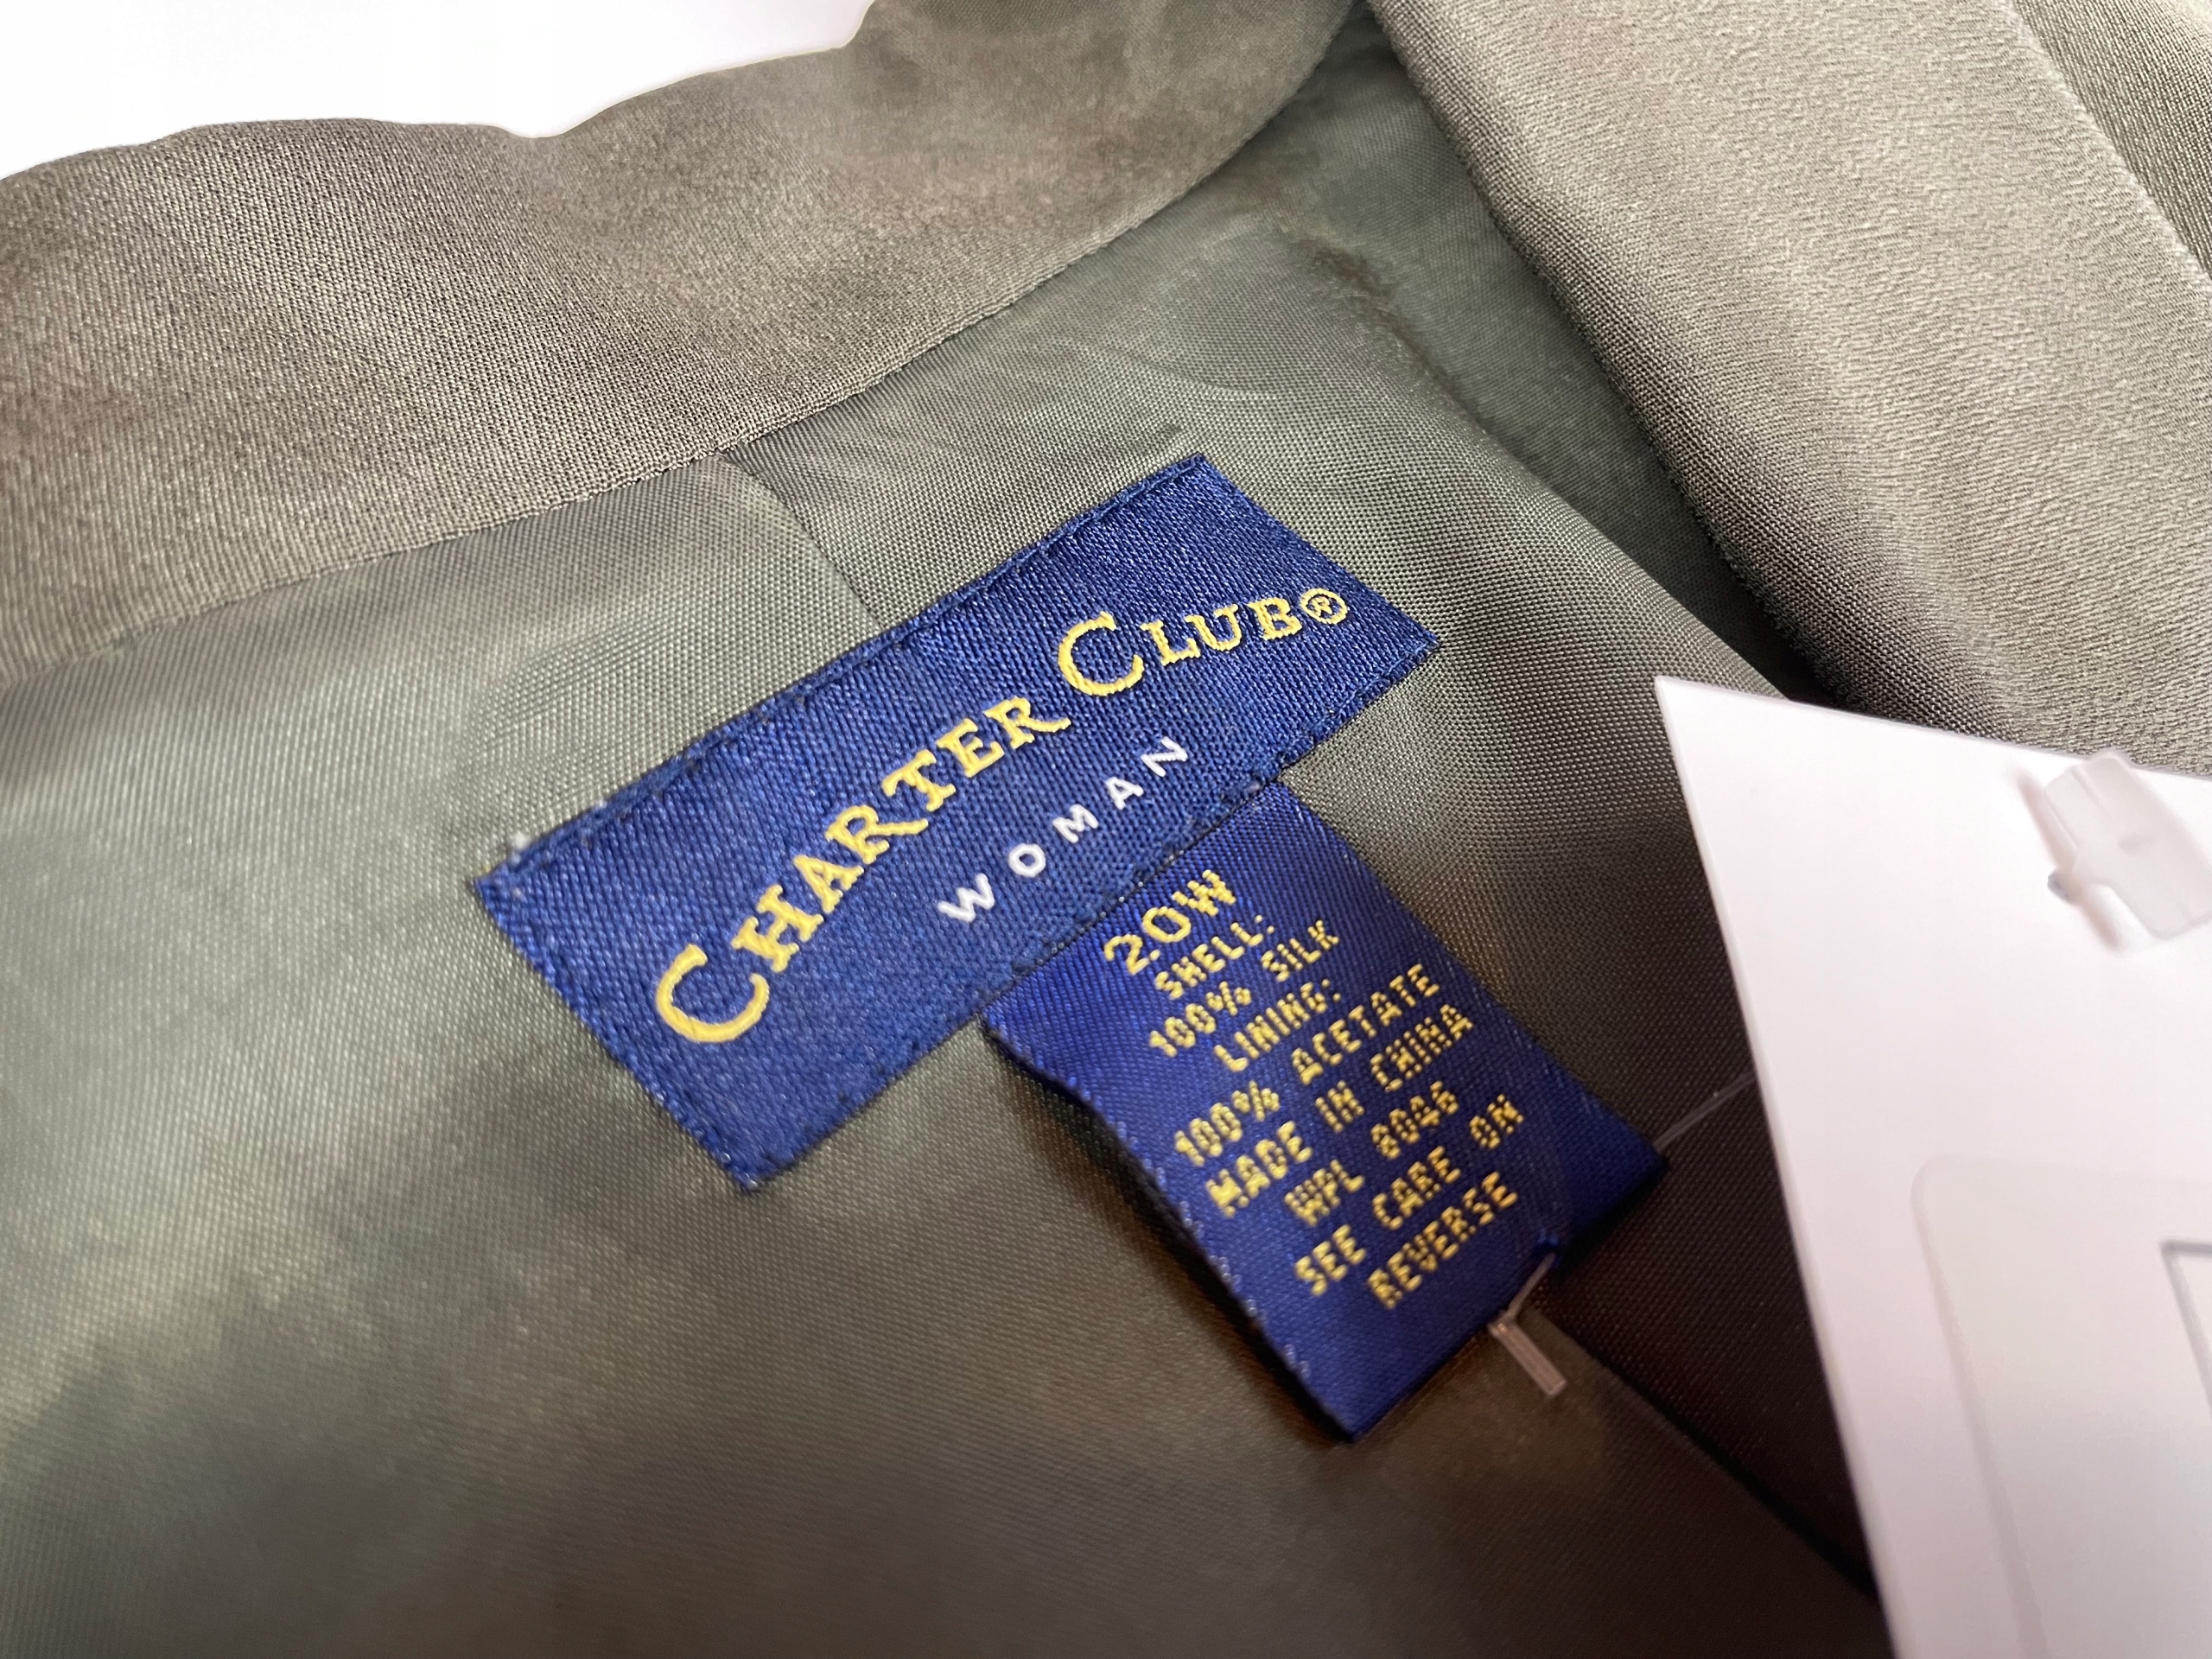 CHARTER CLUB®
WOMAN
20W
SHELL:
100% SILK
LINING:
100% ACETATE
MADE IN CHINA
WPL 8046
SEE CARE ON
REVERSE